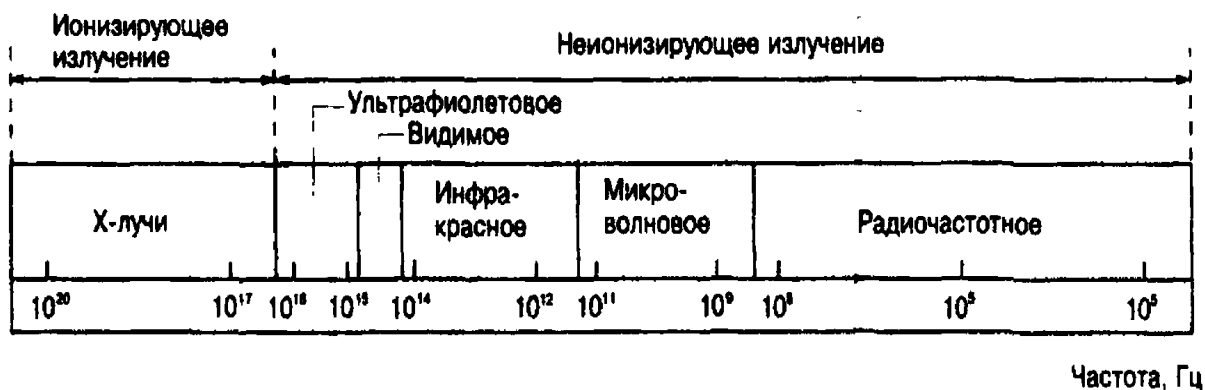 Ионизирующее
излучение
Неионизирующее излучение
Ультрафиолетовое
Видимое
Х-лучи
Инфра-
красное
Микро-
волновое
Радиочастотное
10²⁰ 10¹⁷ 10¹⁶ 10¹⁵ 10¹⁴ 10¹² 10¹¹ 10⁹ 10⁸ 10⁵ 10⁵
Частота, Гц